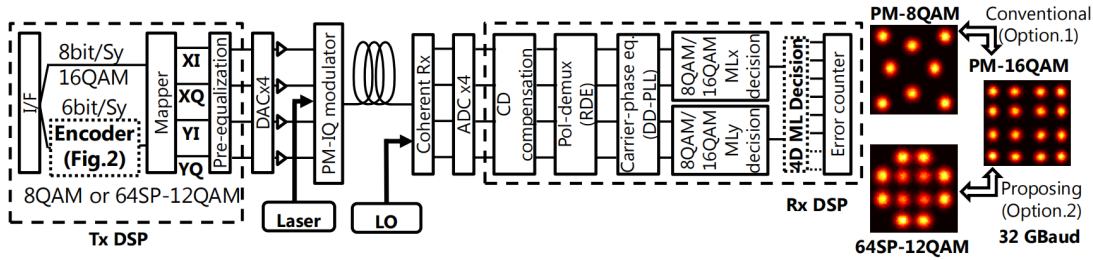 I/F
8bit/Sy
16QAM
6bit/Sy
Encoder
(Fig.2)
8QAM or 64SP-12QAM
Mapper
XI
XQ
YI
YQ
Pre-equalization
Tx DSP
DACx4
PM-IQ modulator
Laser
LO
Coherent Rx
ADC x4
CD
compensation
Pol-demux
(RDE)
Carrier-phase eq.
(DD-PLL)
8QAM/
16QAM
MLx
decision
8QAM/
16QAM
MLy
decision
4D ML Decision
Error counter
Rx DSP
PM-8QAM
Conventional
(Option.1)
PM-16QAM
Proposing
(Option.2)
64SP-12QAM
32 GBaud